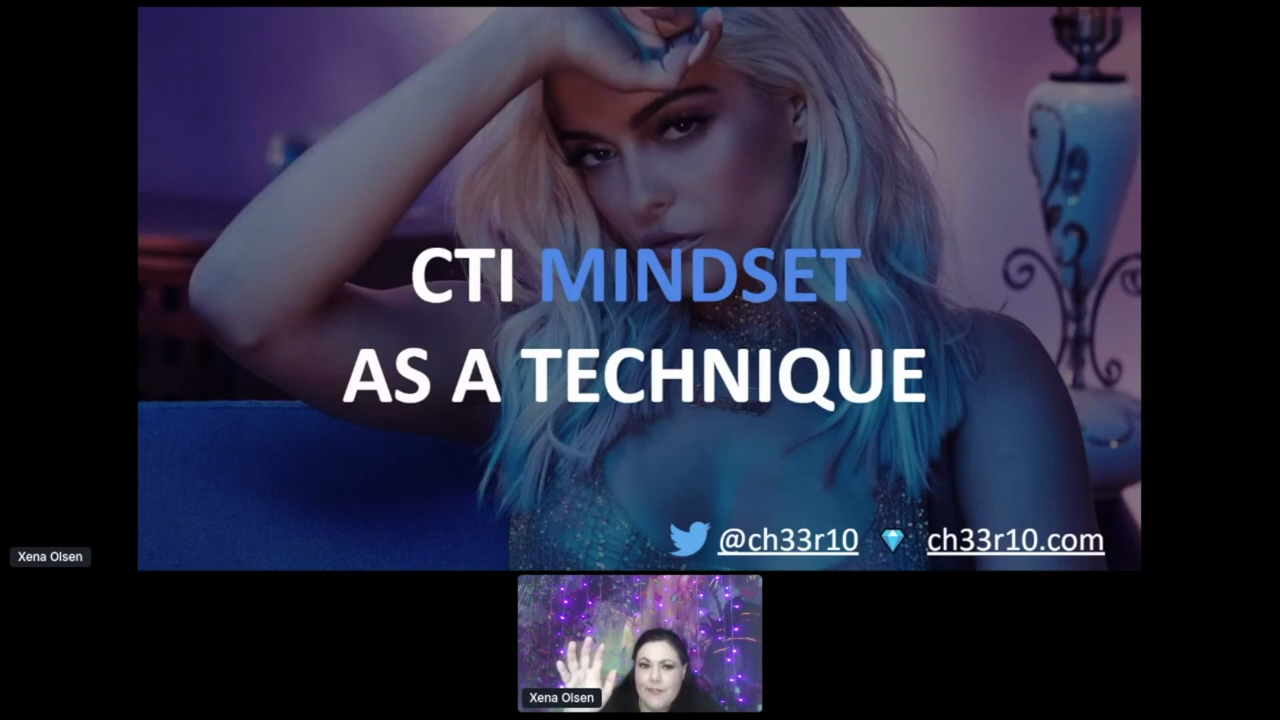 CTI MINDSET
AS A TECHNIQUE
@ch33r10 ch33r10.com
Xena Olsen
Xena Olsen